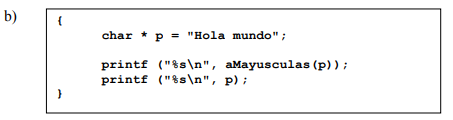 b)
{
char * p = "Hola mundo";
printf ("%s\n", aMayusculas(p));
printf ("%s\n", p);
}